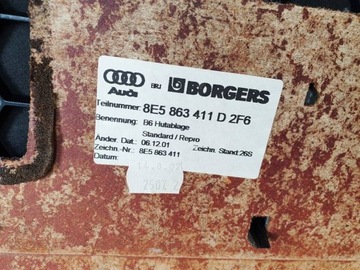 Audi BRJ BORGERS
Teilnummer: 8E5 863 411 D 2F6
Benennung: B6 Hutablage
Standard / Repro
Änder. Dat.: 06.12.01 Zeichn. Stand: 26S
Zeichn.-Nr.: 8E5 863 411
Datum: